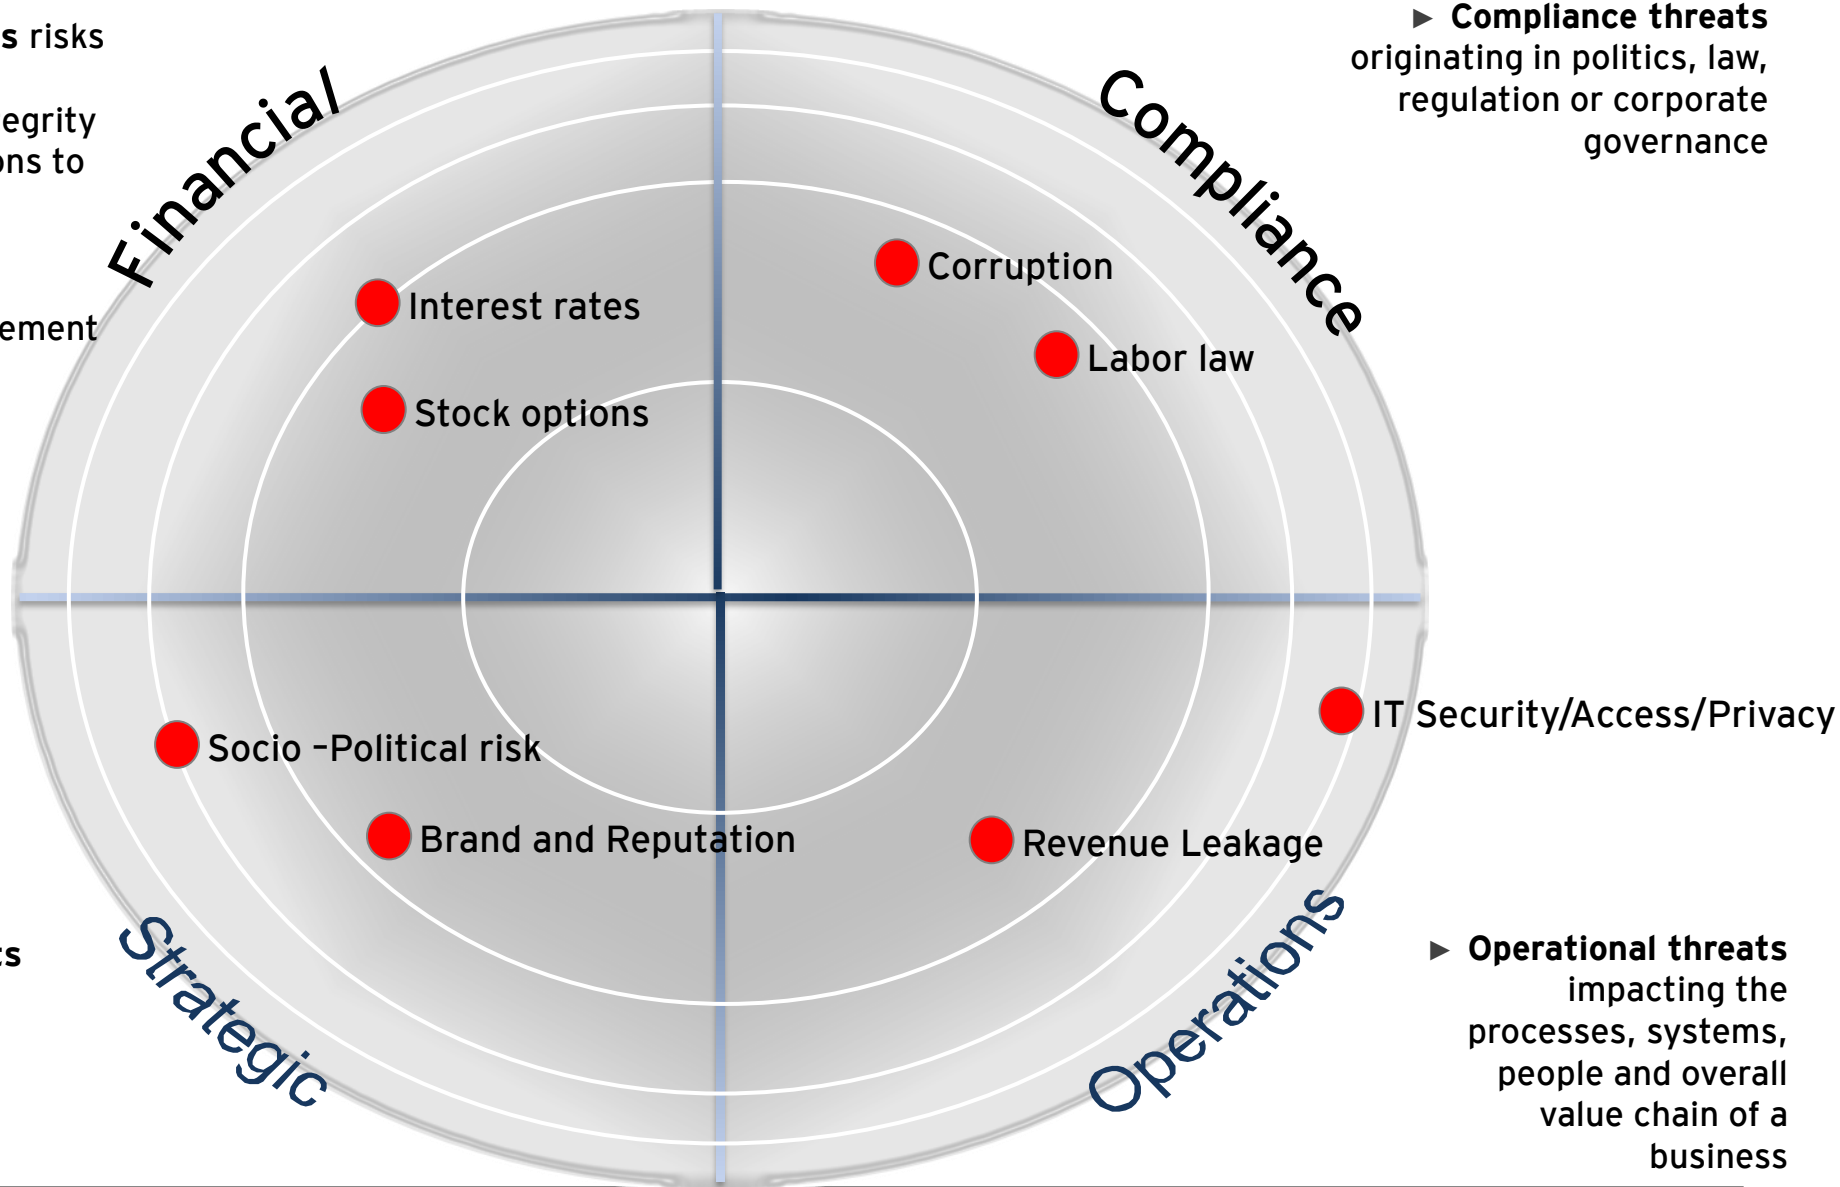 s risks
egrity
ons to
ement
Financial/
Compliance
► Compliance threats
originating in politics, law,
regulation or corporate
governance
Corruption
Interest rates
Labor law
Stock options
IT Security/Access/Privacy
Socio -Political risk
Brand and Reputation
Revenue Leakage
ts
Strategic
Operations
► Operational threats
impacting the
processes, systems,
people and overall
value chain of a
business